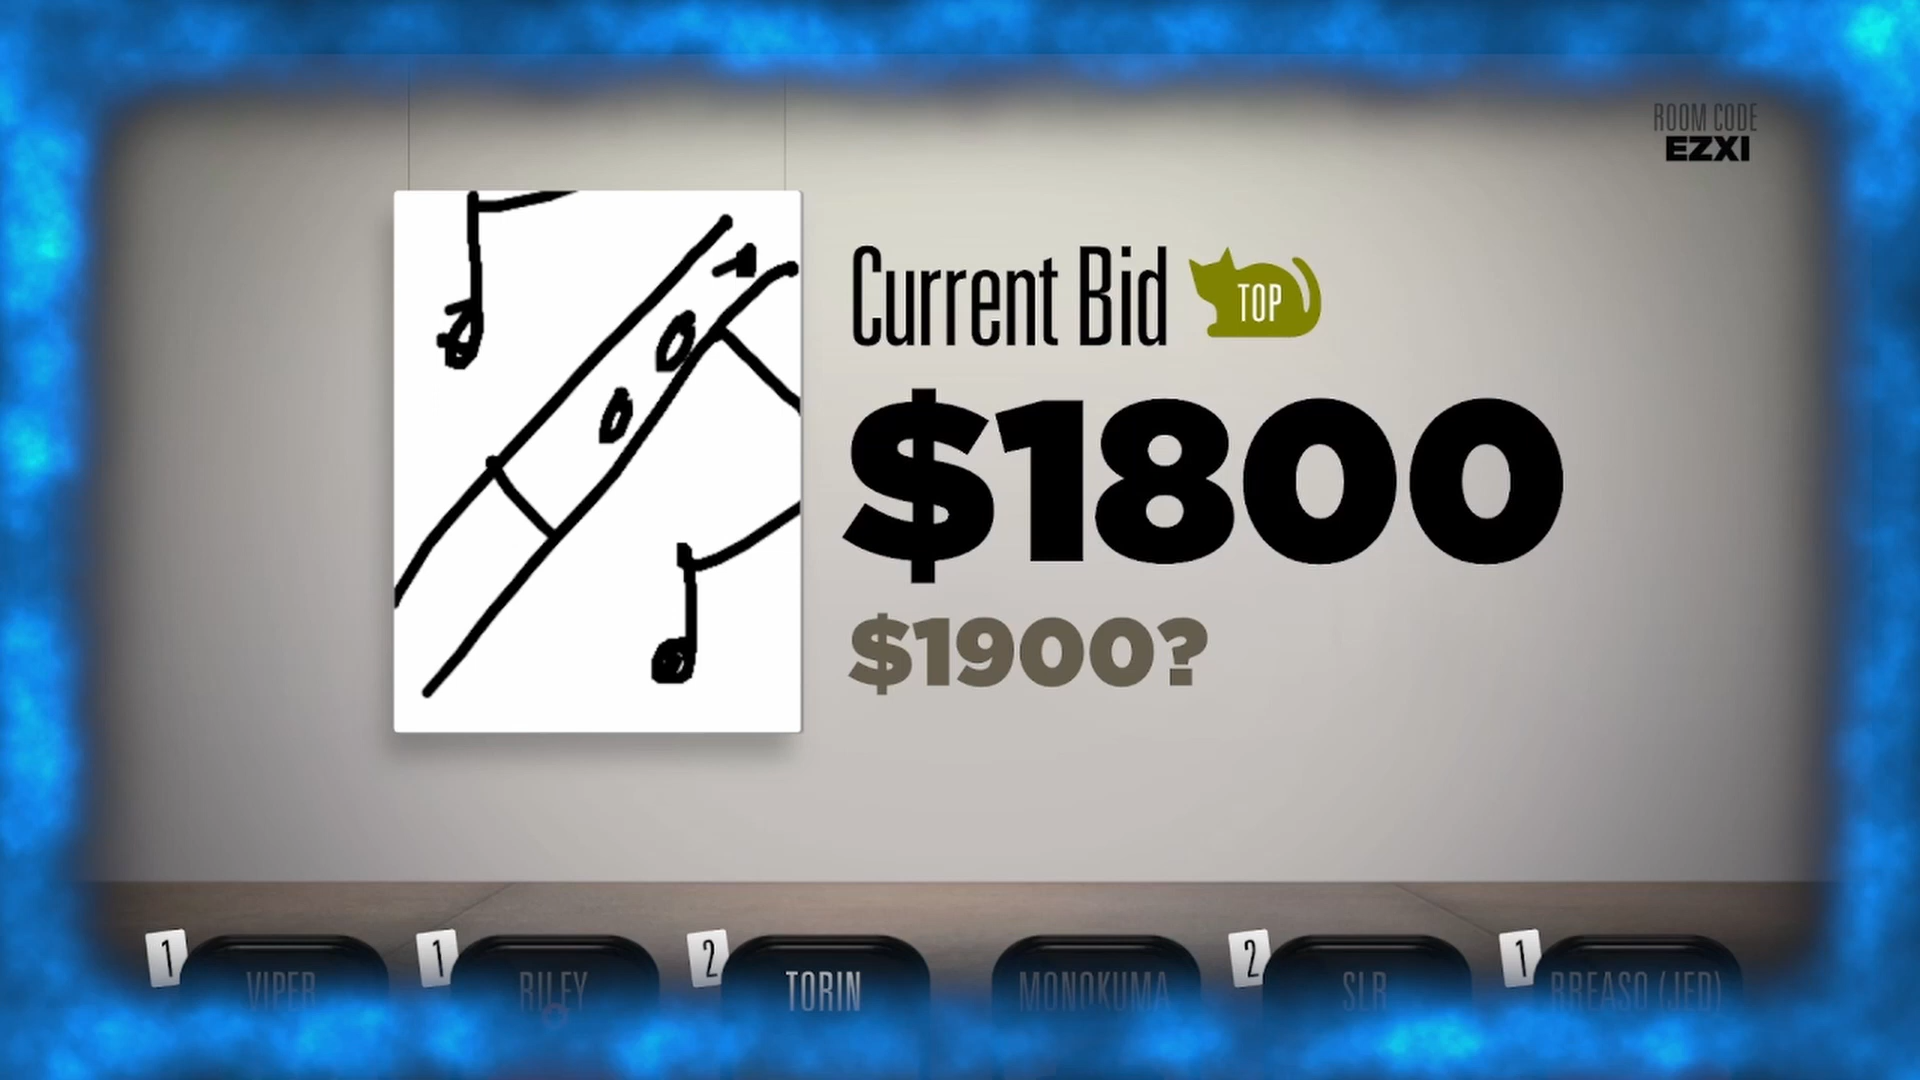 ROOM CODE
EZXI
Current Bid TOP
$1800
$1900?
1 VIPER 1 RILEY 2 TORIN MONOKUMA 2 SLR 1 BREASO (JED)